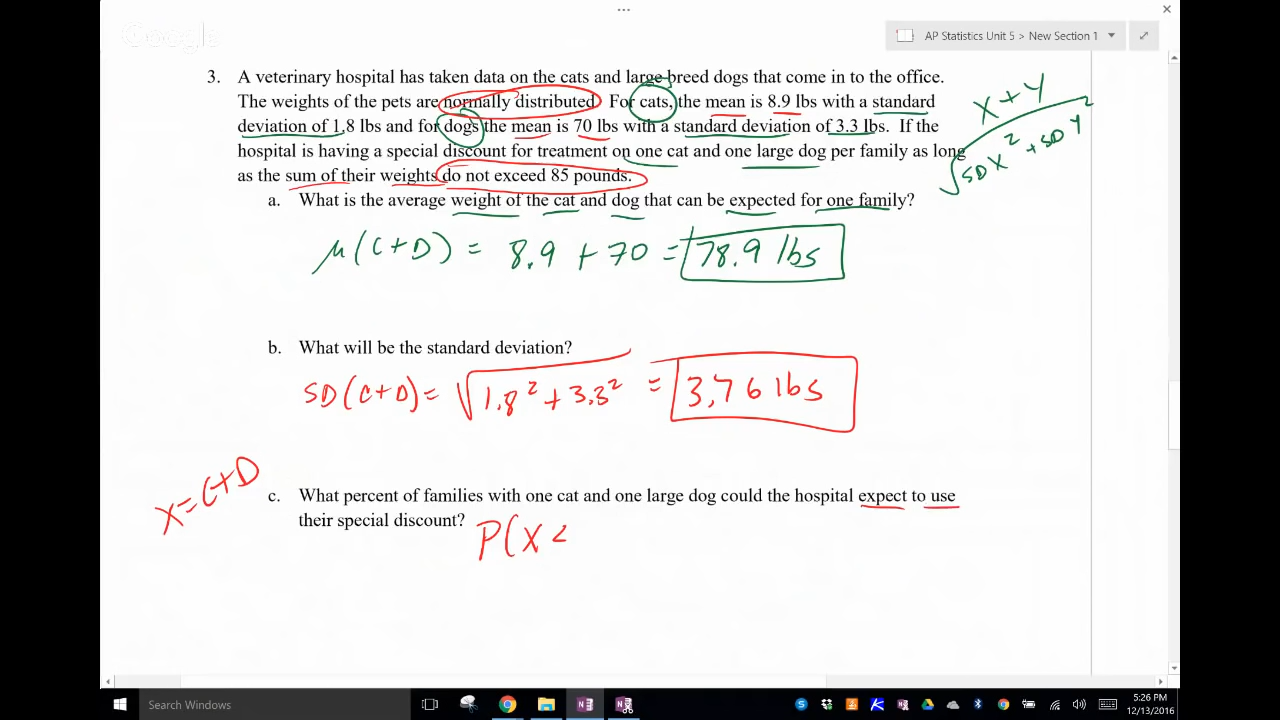 Google
AP Statistics Unit 5 > New Section 1
3. A veterinary hospital has taken data on the cats and large breed dogs that come in to the office.
The weights of the pets are normally distributed. For cats, the mean is 8.9 lbs with a standard
deviation of 1.8 lbs and for dogs the mean is 70 lbs with a standard deviation of 3.3 lbs. If the
hospital is having a special discount for treatment on one cat and one large dog per family as long
as the sum of their weights do not exceed 85 pounds.
X+Y
√SDX² + SDY
a. What is the average weight of the cat and dog that can be expected for one family?
μ(C+D) = 8.9 + 70 = 78.9 lbs
b. What will be the standard deviation?
SD(C+D) = √1.8² + 3.3² = 3.76 lbs
X=C+D
c. What percent of families with one cat and one large dog could the hospital expect to use
their special discount?
P(X <
Search Windows
5:26 PM
12/13/2016